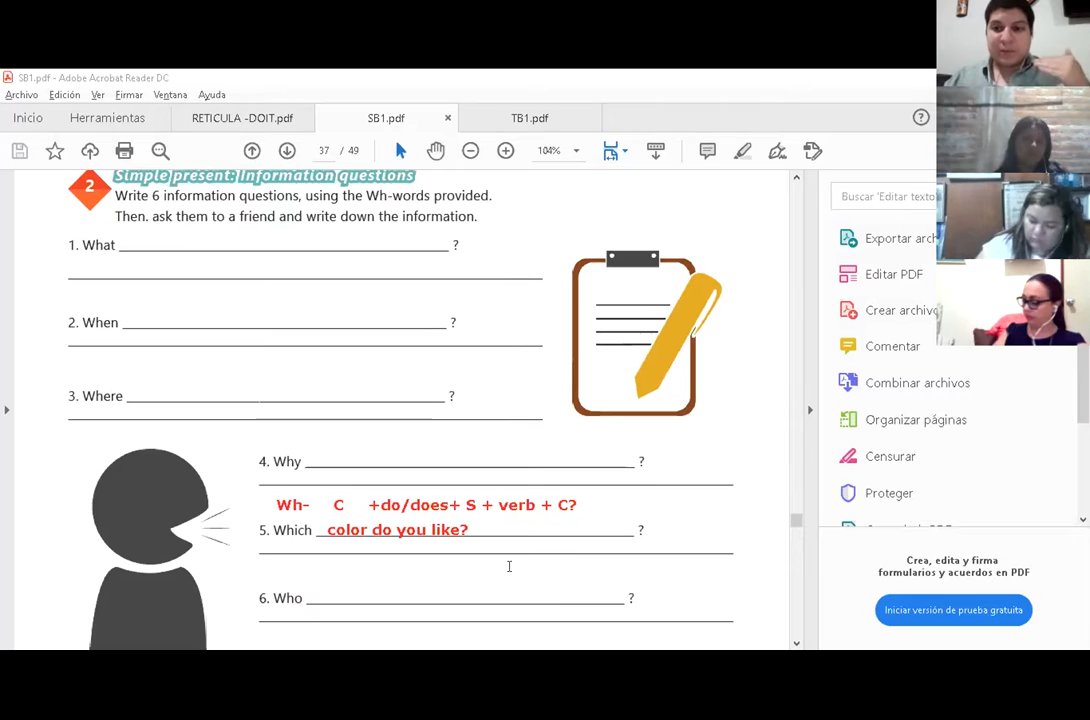 SB1.pdf - Adobe Acrobat Reader DC
Archivo Edición Ver Firmar Ventana Ayuda
Inicio Herramientas RETICULA -DOIT.pdf SB1.pdf × TB1.pdf
37 / 49 104%
2 Simple present: Information questions
Write 6 information questions, using the Wh-words provided.
Then. ask them to a friend and write down the information.
1. What ?
2. When ?
3. Where ?
4. Why ?
Wh- C +do/does+ S + verb + C?
5. Which color do you like? ?
6. Who ?
Buscar "Editar texto
Exportar arch
Editar PDF
Crear archivo
Comentar
Combinar archivos
Organizar páginas
Censurar
Proteger
Crea, edita y firma
formularios y acuerdos en PDF
Iniciar versión de prueba gratuita